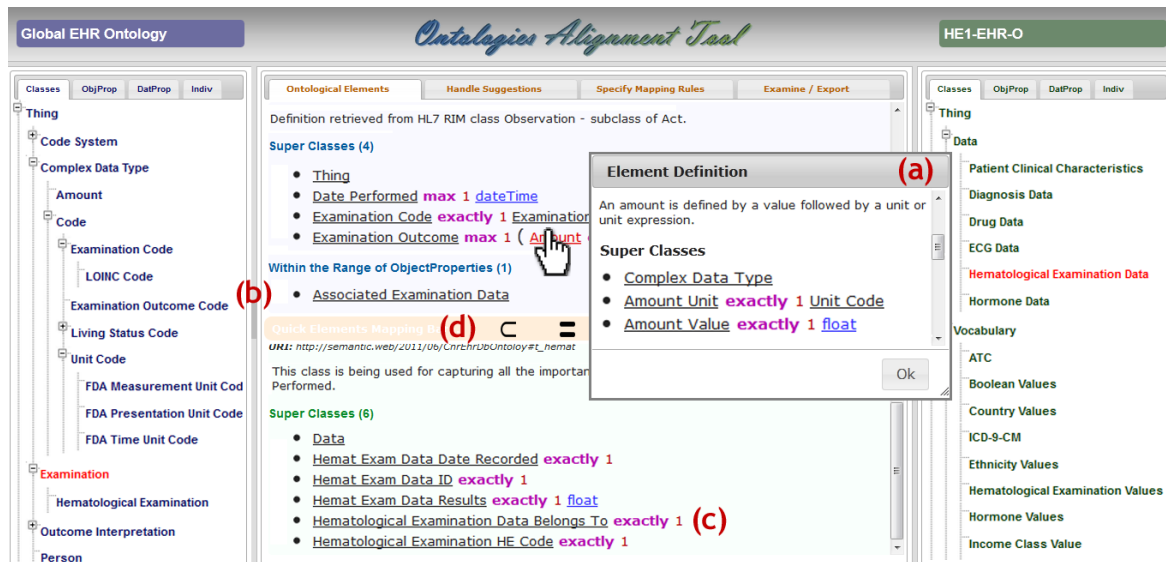 Global EHR Ontology
Ontologies Alignment Tool
HE1-EHR-O
Classes ObjProp DatProp Indiv
Thing
Code System
Complex Data Type
Amount
Code
Examination Code
LOINC Code
Examination Outcome Code
(b)
Living Status Code
Unit Code
FDA Measurement Unit Cod
FDA Presentation Unit Code
FDA Time Unit Code
Examination
Hematological Examination
Outcome Interpretation
Person
Ontological Elements Handle Suggestions Specify Mapping Rules Examine / Export
Definition retrieved from HL7 RIM class Observation - subclass of Act.
Super Classes (4)
• Thing
• Date Performed max 1 dateTime
• Examination Code exactly 1 Examination
• Examination Outcome max 1 ( Amount
Within the Range of ObjectProperties (1)
• Associated Examination Data
Quick Elements Mapping (d) ⊂ =
URI: http://semantic.web/2011/06/CnrEhrDbOntoloy#t_hemat
This class is being used for capturing all the importan
Performed.
Super Classes (6)
• Data
• Hemat Exam Data Date Recorded exactly 1
• Hemat Exam Data ID exactly 1
• Hemat Exam Data Results exactly 1 float
• Hematological Examination Data Belongs To exactly 1 (c)
• Hematological Examination HE Code exactly 1
Element Definition (a)
An amount is defined by a value followed by a unit or
unit expression.
Super Classes
• Complex Data Type
• Amount Unit exactly 1 Unit Code
• Amount Value exactly 1 float
Ok
Classes ObjProp DatProp Indiv
Thing
Data
Patient Clinical Characteristics
Diagnosis Data
Drug Data
ECG Data
Hematological Examination Data
Hormone Data
Vocabulary
ATC
Boolean Values
Country Values
ICD-9-CM
Ethnicity Values
Hematological Examination Values
Hormone Values
Income Class Value